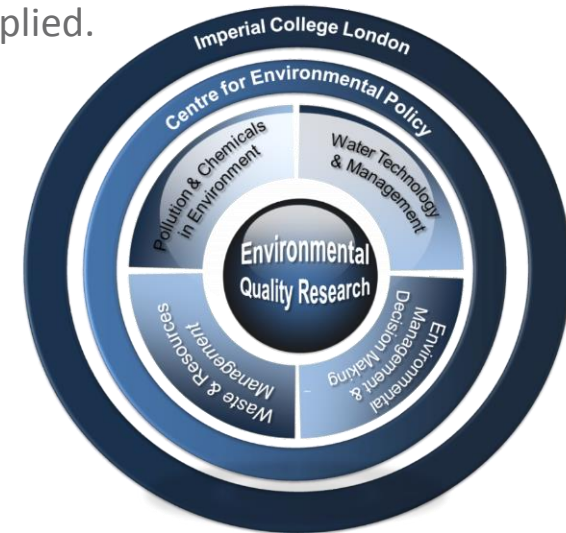 plied.
Imperial College London
Centre for Environmental Policy
Pollution & Chemicals
in Environment
Water Technology
& Management
Environmental
Quality Research
Waste & Resources
Management
Environmental
Management &
Decision Making